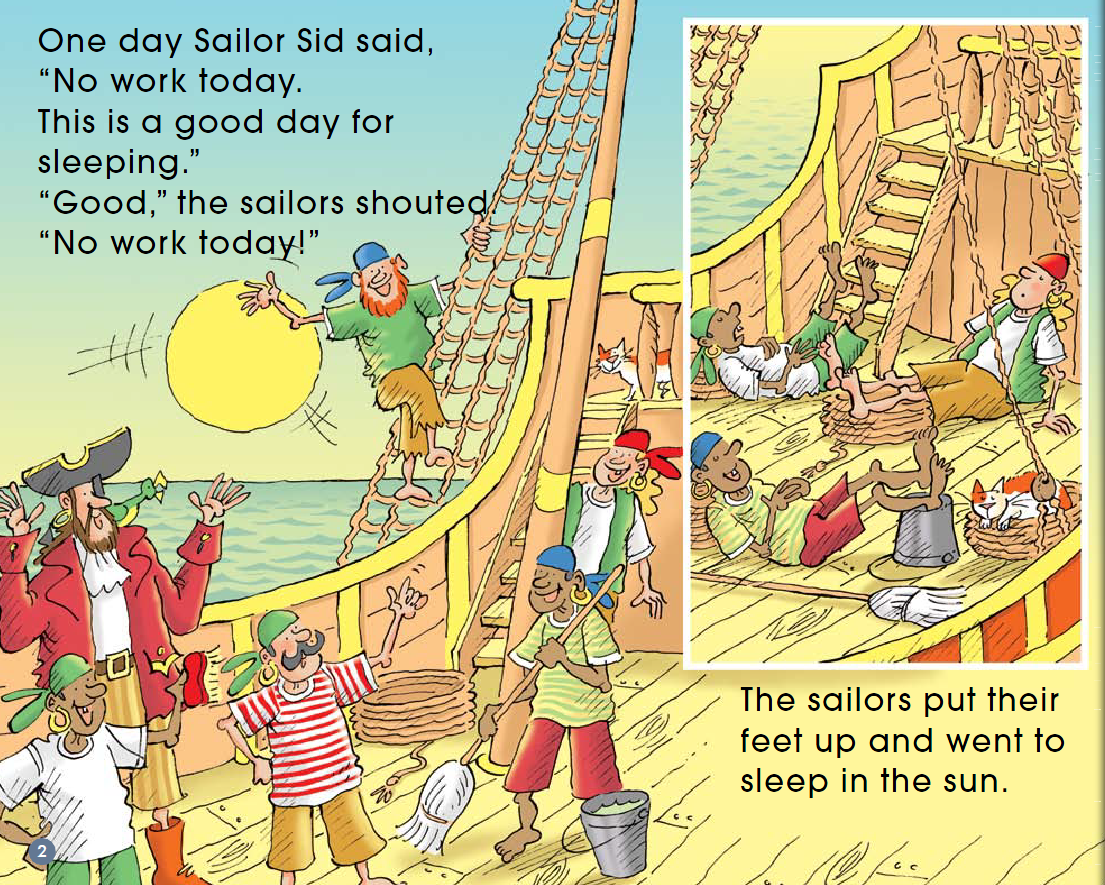 One day Sailor Sid said,
“No work today.
This is a good day for
sleeping.”
“Good,” the sailors shouted.
“No work today!”
The sailors put their
feet up and went to
sleep in the sun.
2